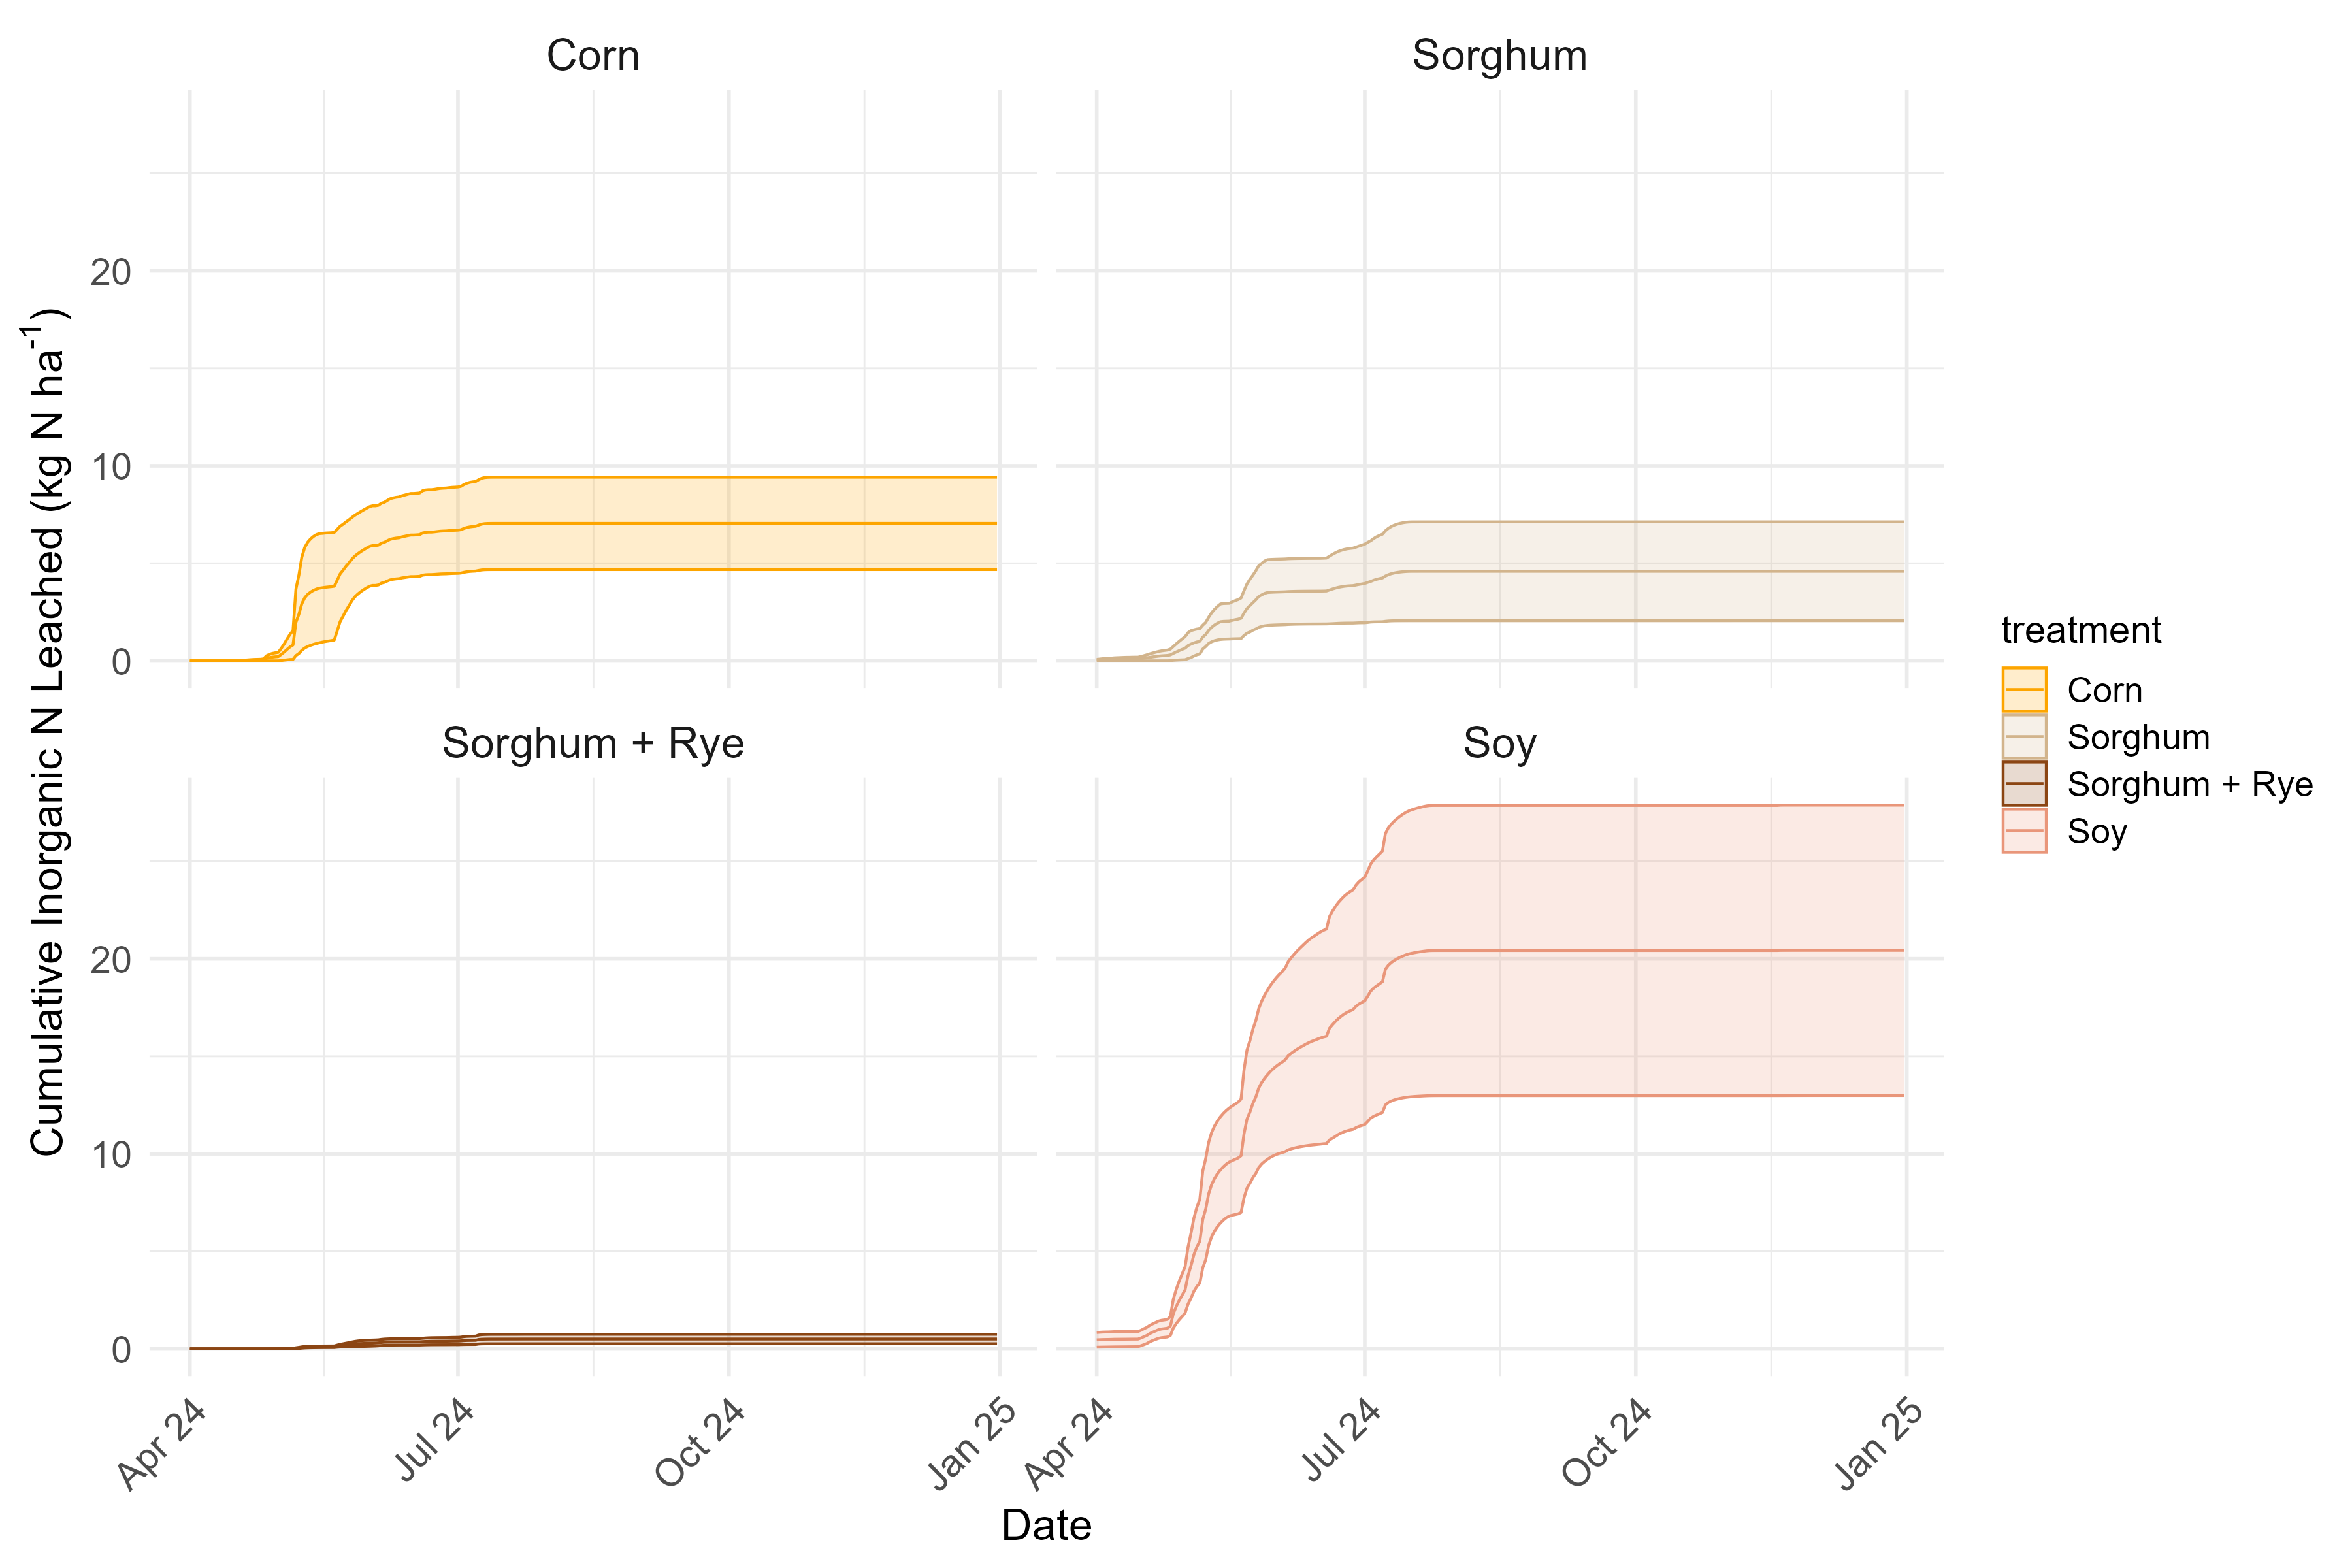 Corn
Sorghum
20
10
0
Sorghum + Rye
Soy
20
10
0
Cumulative Inorganic N Leached (kg N ha⁻¹)
Apr 24
Jul 24
Oct 24
Jan 25
Apr 24
Jul 24
Oct 24
Jan 25
Date
treatment
Corn
Sorghum
Sorghum + Rye
Soy